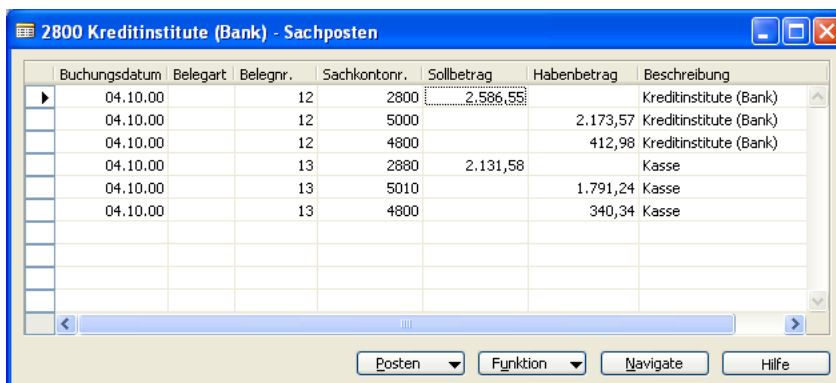 2800 Kreditinstitute (Bank) - Sachposten
Buchungsdatum Belegart Belegnr. Sachkontonr. Sollbetrag Habenbetrag Beschreibung
04.10.00 12 2800 2.586,55 Kreditinstitute (Bank)
04.10.00 12 5000 2.173,57 Kreditinstitute (Bank)
04.10.00 12 4800 412,98 Kreditinstitute (Bank)
04.10.00 13 2880 2.131,58 Kasse
04.10.00 13 5010 1.791,24 Kasse
04.10.00 13 4800 340,34 Kasse
Posten Funktion Navigate Hilfe